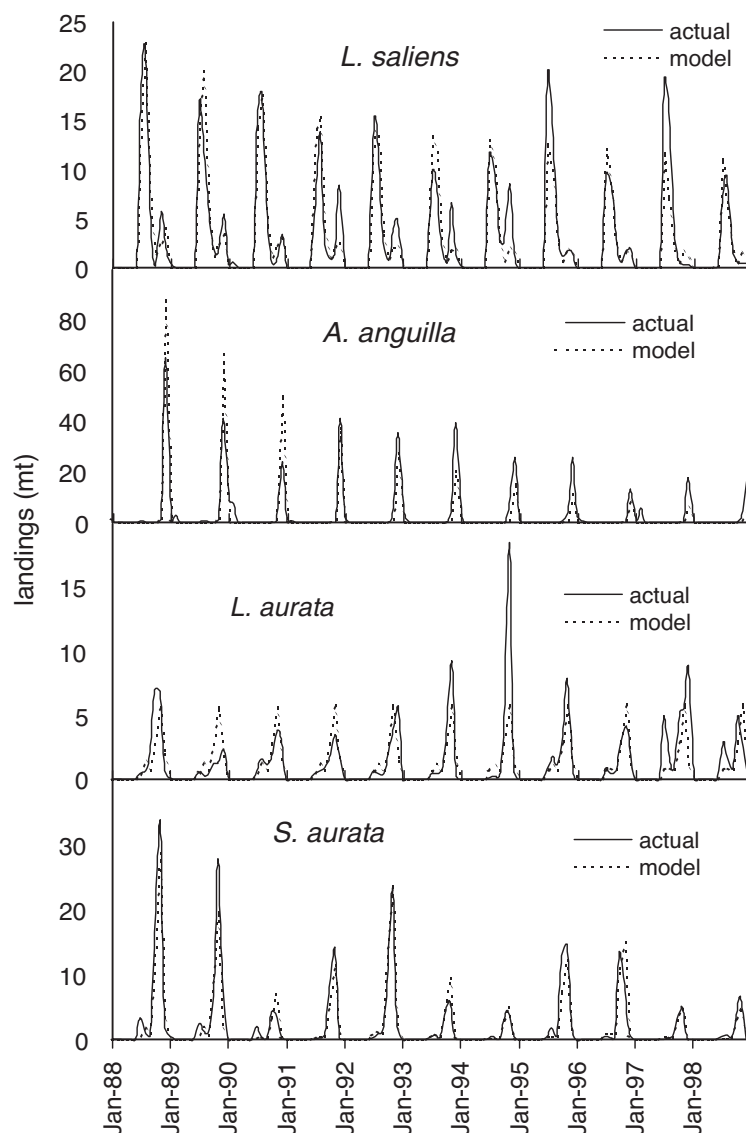 25
20
15
10
5
0
L. saliens
actual
model
80
60
40
20
0
A. anguilla
actual
model
landings (mt)
15
10
5
0
L. aurata
actual
model
30
20
10
0
S. aurata
actual
model
Jan-88
Jan-89
Jan-90
Jan-91
Jan-92
Jan-93
Jan-94
Jan-95
Jan-96
Jan-97
Jan-98